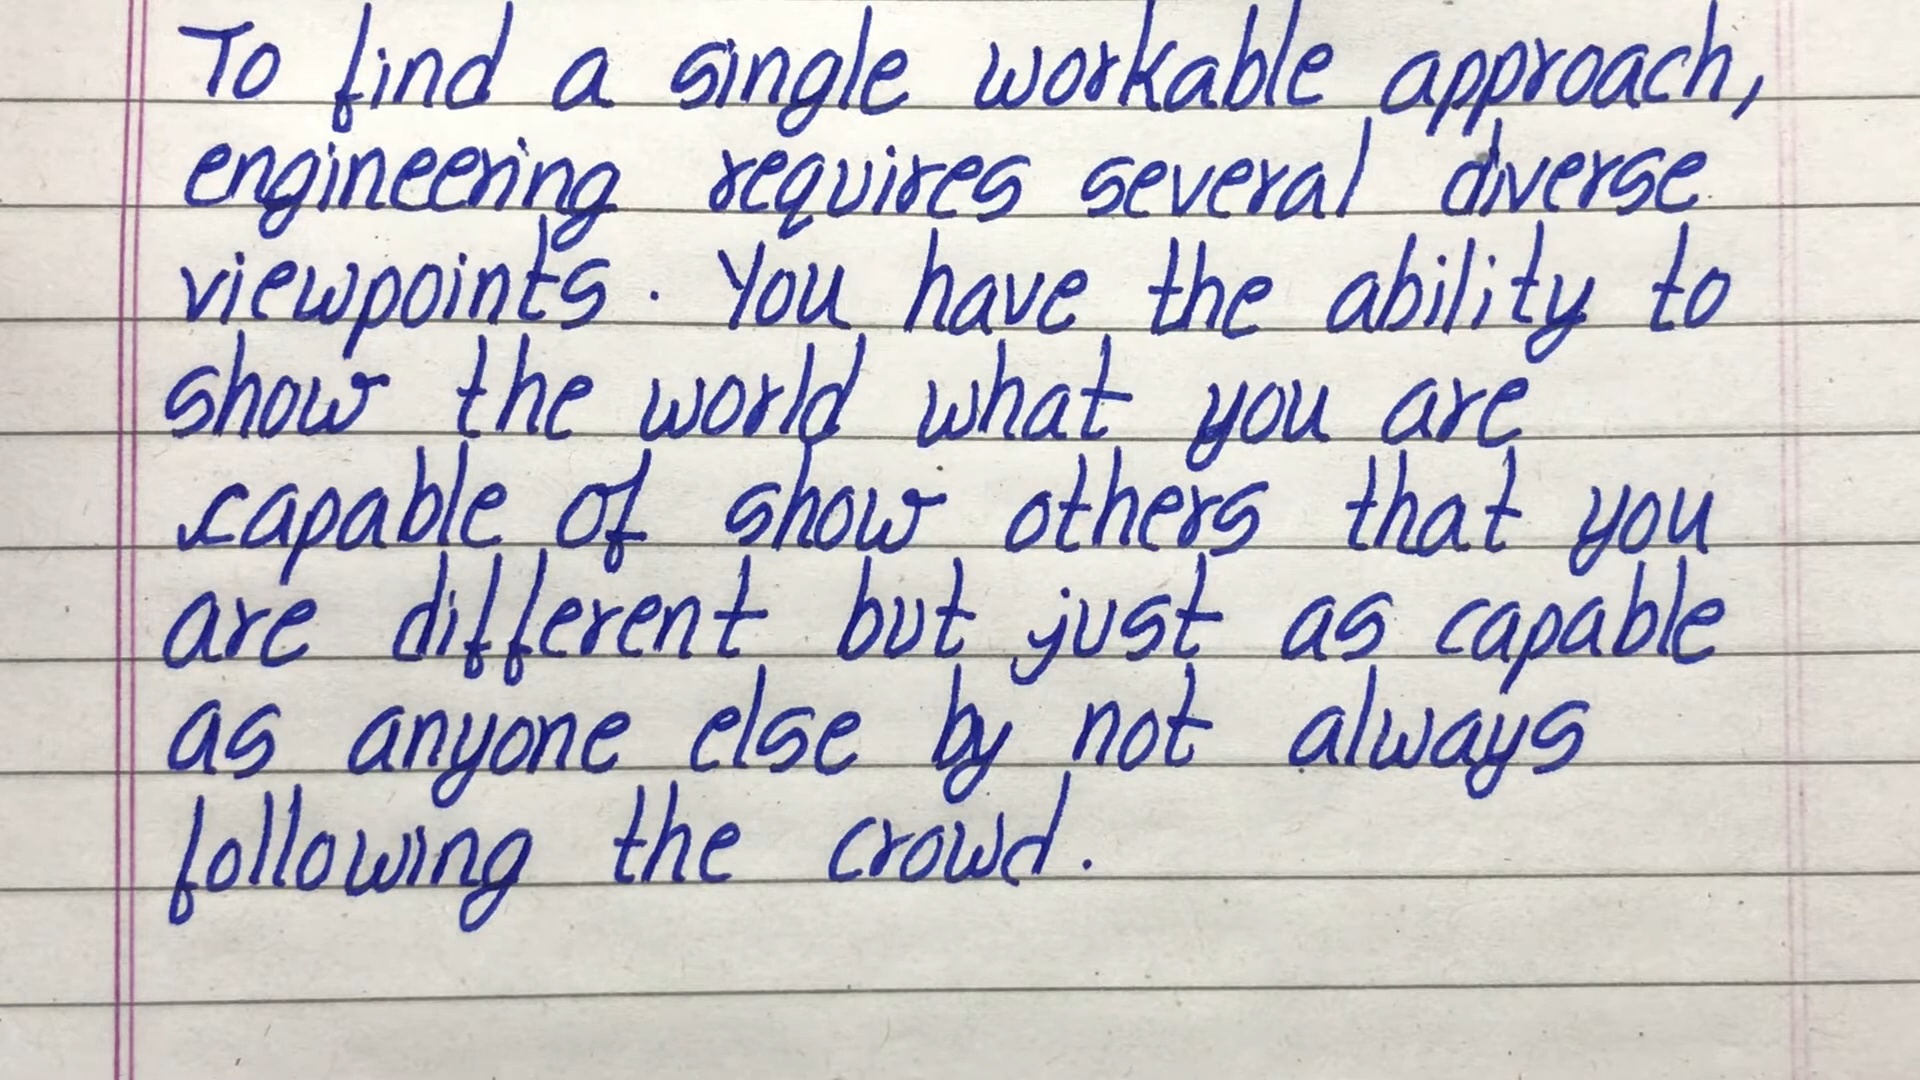 To find a single workable approach,
engineering requires several diverse
viewpoints. You have the ability to
show the world what you are
capable of show others that you
are different but just as capable
as anyone else by not always
following the crowd.